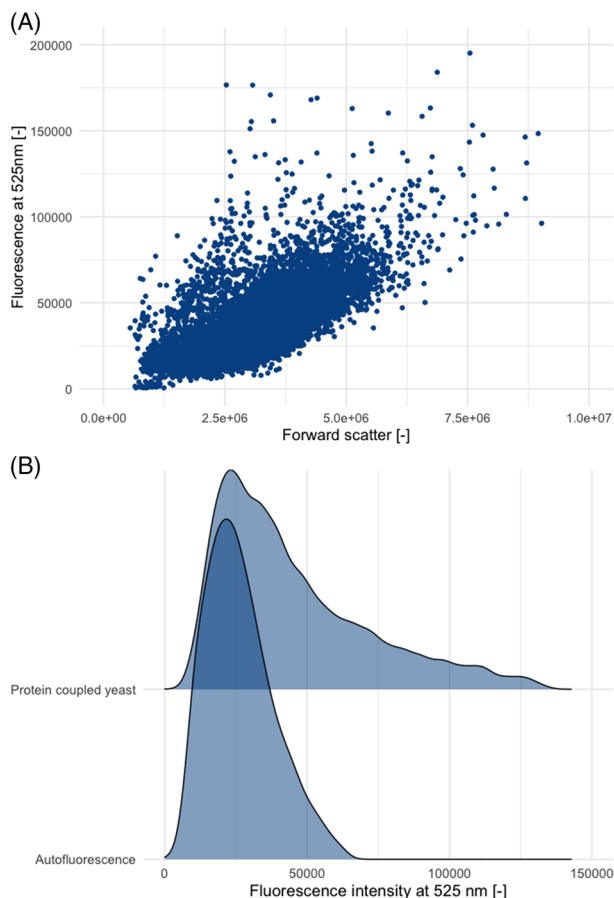 (A)
200000
150000
100000
50000
0
Fluorescence at 525nm [-]
0.0e+00 2.5e+06 5.0e+06 7.5e+06 1.0e+07
Forward scatter [-]
(B)
Protein coupled yeast
Autofluorescence
0 50000 100000 150000
Fluorescence intensity at 525 nm [-]